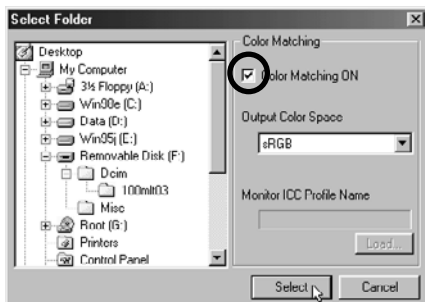 Select Folder
Desktop
My Computer
3½ Floppy (A:)
Win98e (C:)
Data (D:)
Win95j (E:)
Removable Disk (F:)
Dcim
100mlt03
Misc
Root (G:)
Printers
Control Panel
Color Matching
Color Matching ON
Output Color Space
sRGB
Monitor ICC Profile Name
Load...
Select
Cancel